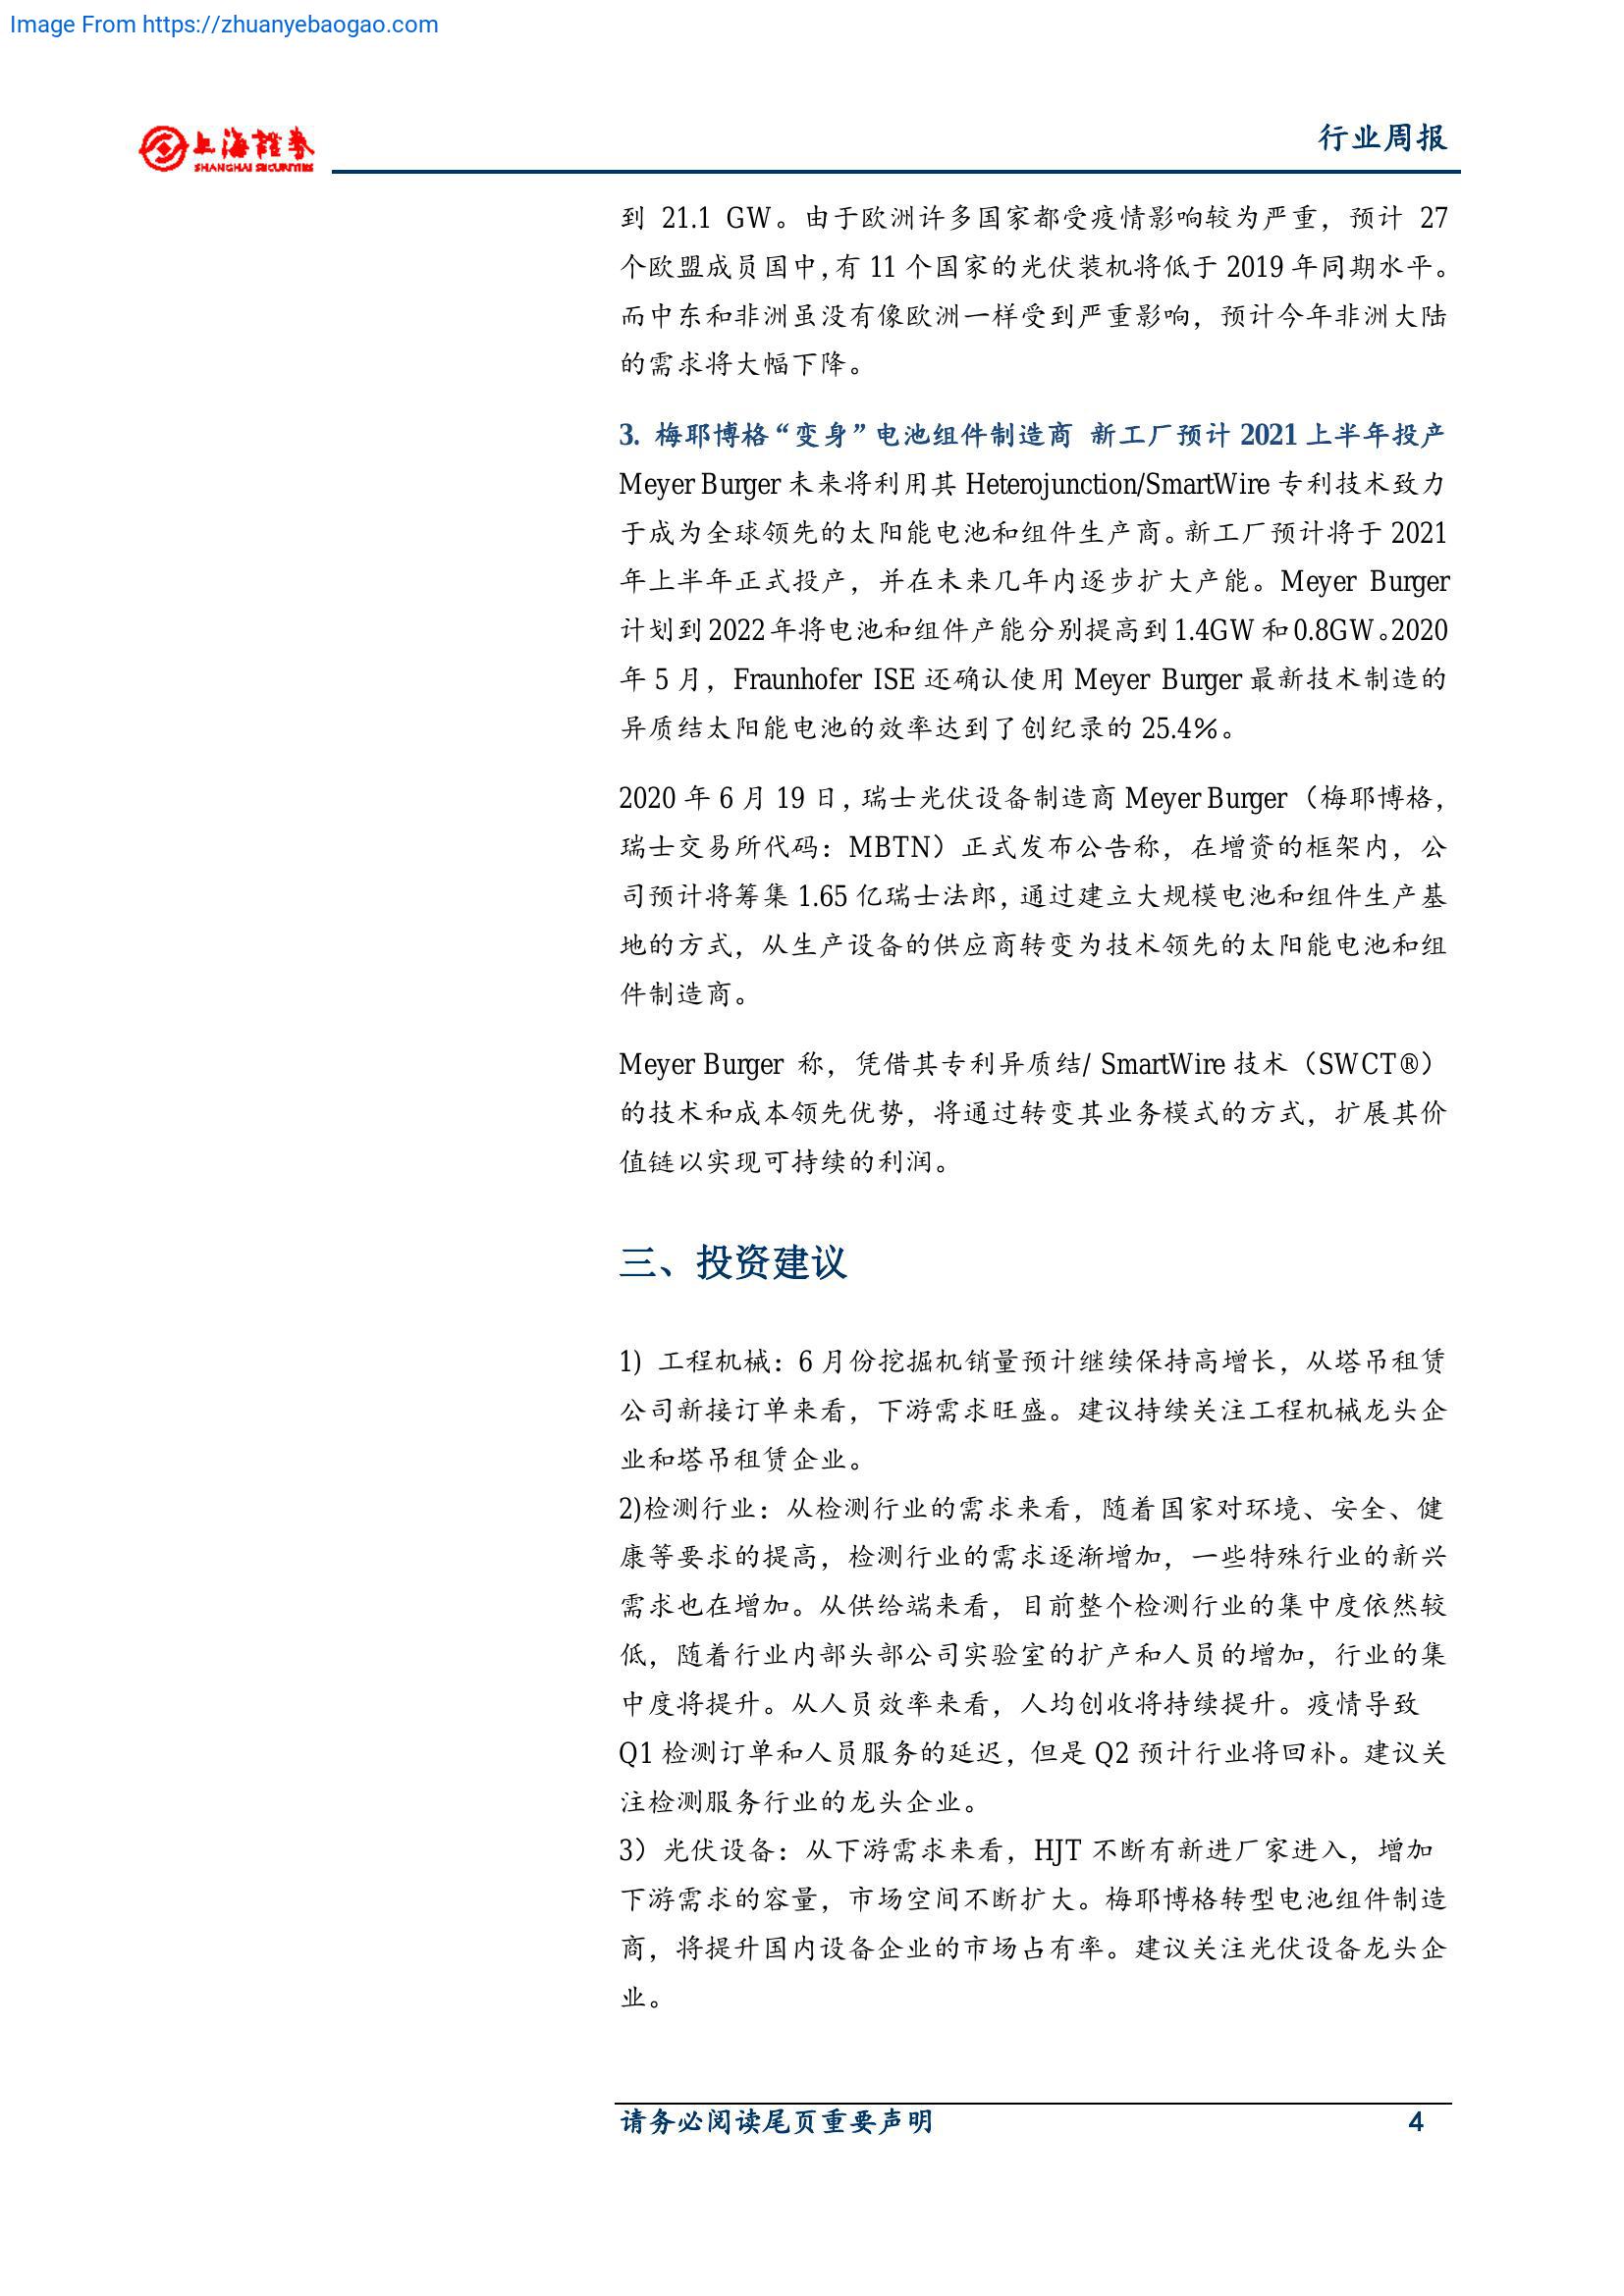 Image From https://zhuanyebaogao.com
上海證券
SHANGHAI SECURITIES
行业周报
到 21.1 GW。由于欧洲许多国家都受疫情影响较为严重，预计 27
个欧盟成员国中，有 11 个国家的光伏装机将低于 2019 年同期水平。
而中东和非洲虽没有像欧洲一样受到严重影响，预计今年非洲大陆
的需求将大幅下降。
3. 梅耶博格“变身”电池组件制造商 新工厂预计 2021 上半年投产
Meyer Burger 未来将利用其 Heterojunction/SmartWire 专利技术致力
于成为全球领先的太阳能电池和组件生产商。新工厂预计将于 2021
年上半年正式投产，并在未来几年内逐步扩大产能。Meyer Burger
计划到 2022 年将电池和组件产能分别提高到 1.4GW 和 0.8GW。2020
年 5 月，Fraunhofer ISE 还确认使用 Meyer Burger 最新技术制造的
异质结太阳能电池的效率达到了创纪录的 25.4%。
2020 年 6 月 19 日，瑞士光伏设备制造商 Meyer Burger（梅耶博格，
瑞士交易所代码：MBTN）正式发布公告称，在增资的框架内，公
司预计将筹集 1.65 亿瑞士法郎，通过建立大规模电池和组件生产基
地的方式，从生产设备的供应商转变为技术领先的太阳能电池和组
件制造商。
Meyer Burger 称，凭借其专利异质结/ SmartWire 技术（SWCT®）
的技术和成本领先优势，将通过转变其业务模式的方式，扩展其价
值链以实现可持续的利润。
三、投资建议
1) 工程机械：6 月份挖掘机销量预计继续保持高增长，从塔吊租赁
公司新接订单来看，下游需求旺盛。建议持续关注工程机械龙头企
业和塔吊租赁企业。
2)检测行业：从检测行业的需求来看，随着国家对环境、安全、健
康等要求的提高，检测行业的需求逐渐增加，一些特殊行业的新兴
需求也在增加。从供给端来看，目前整个检测行业的集中度依然较
低，随着行业内部头部公司实验室的扩产和人员的增加，行业的集
中度将提升。从人员效率来看，人均创收将持续提升。疫情导致
Q1 检测订单和人员服务的延迟，但是 Q2 预计行业将回补。建议关
注检测服务行业的龙头企业。
3）光伏设备：从下游需求来看，HJT 不断有新进厂家进入，增加
下游需求的容量，市场空间不断扩大。梅耶博格转型电池组件制造
商，将提升国内设备企业的市场占有率。建议关注光伏设备龙头企
业。
请务必阅读尾页重要声明
4